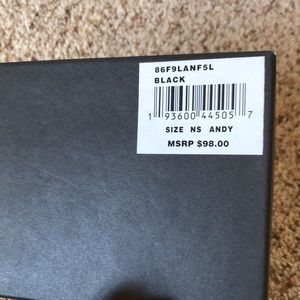 86F9LANF5L
BLACK
1 93600 44505 7
SIZE NS ANDY
MSRP $98.00